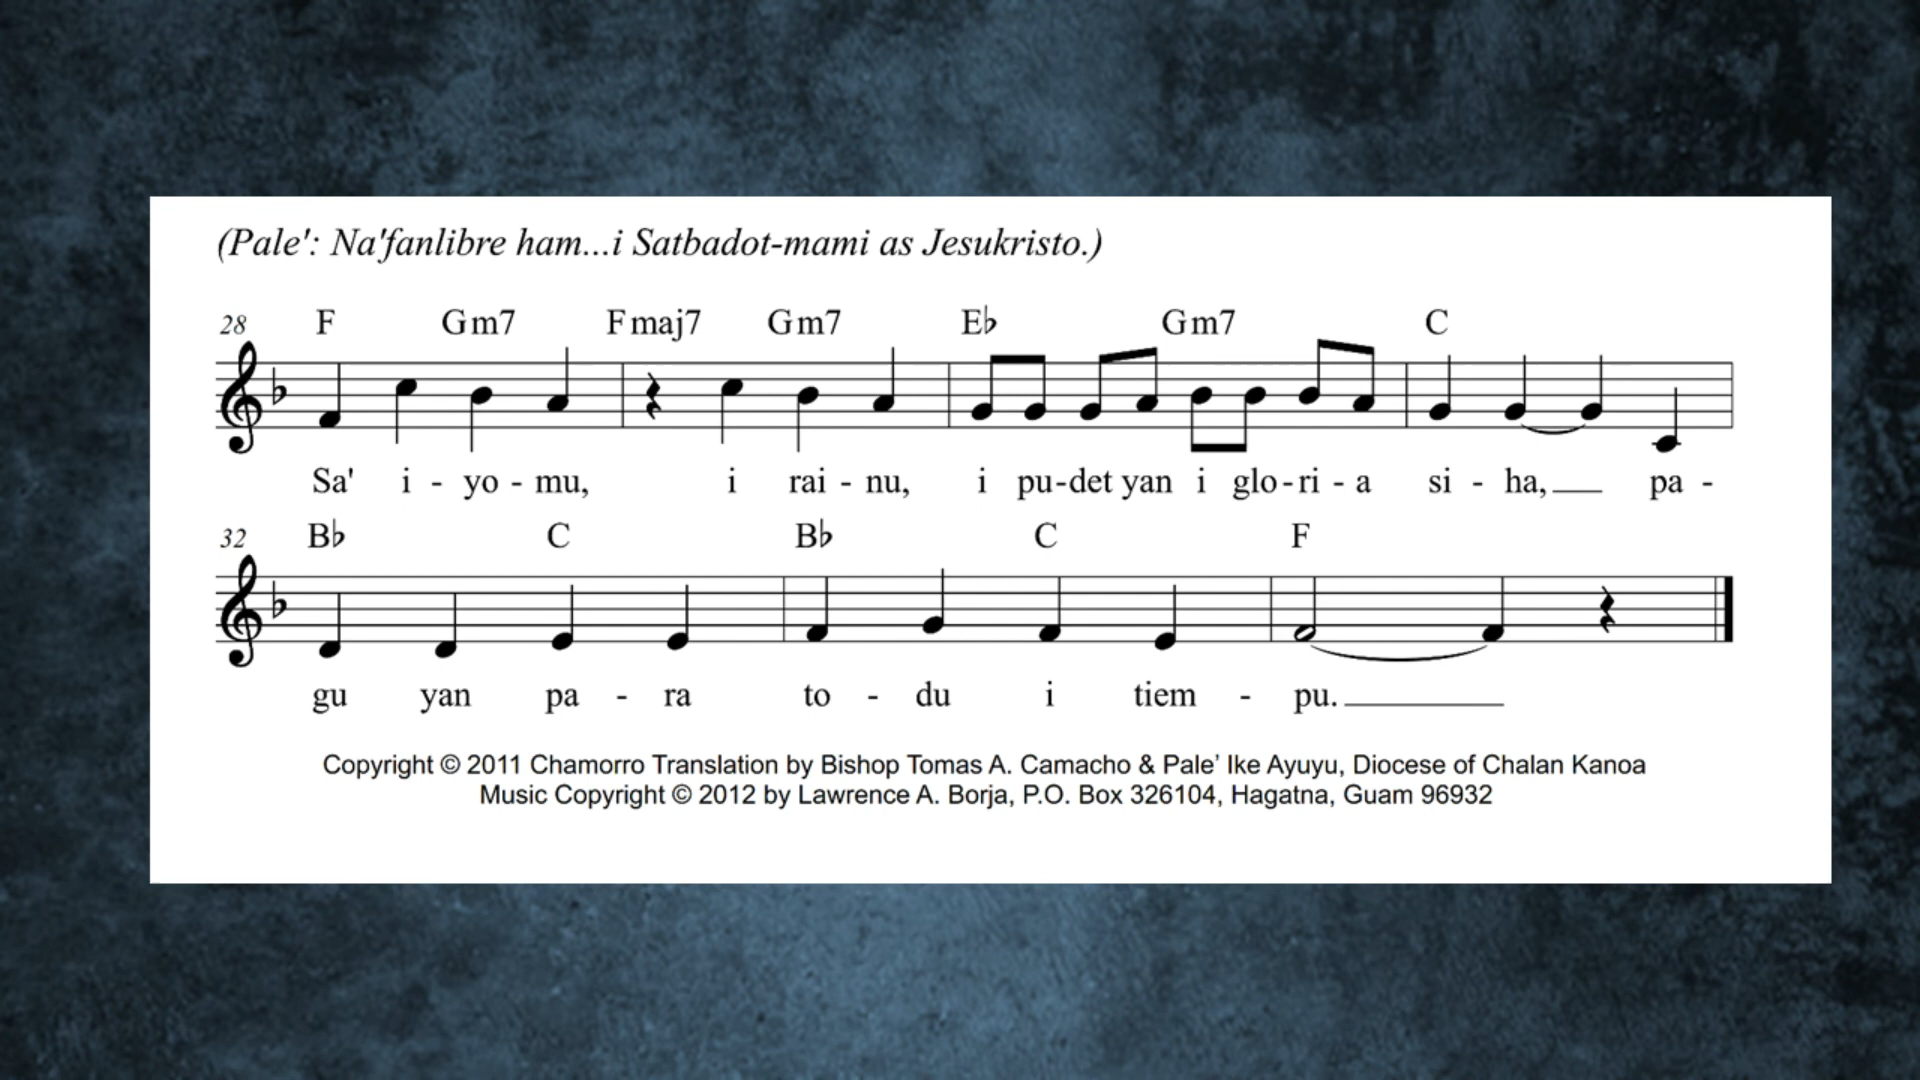 (Pale': Na'fanlibre ham...i Satbadot-mami as Jesukristo.)
28 F Gm7 Fmaj7 Gm7 E♭ Gm7 C
Sa' i - yo - mu, i rai - nu, i pu-det yan i glo-ri - a si - ha, pa -
32 B♭ C B♭ C F
gu yan pa - ra to - du i tiem - pu.
Copyright © 2011 Chamorro Translation by Bishop Tomas A. Camacho & Pale’ Ike Ayuyu, Diocese of Chalan Kanoa
Music Copyright © 2012 by Lawrence A. Borja, P.O. Box 326104, Hagatna, Guam 96932